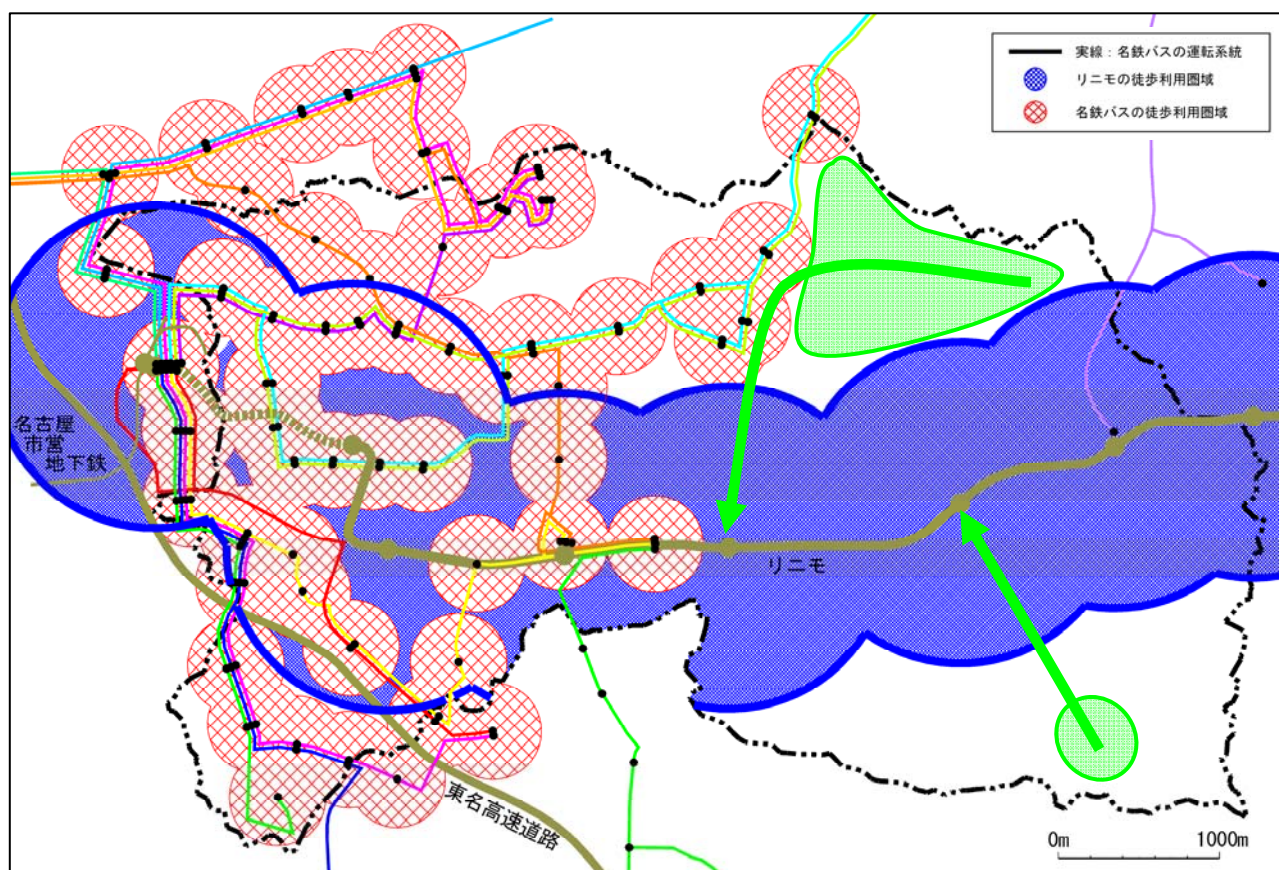 実線：名鉄バスの運転系統
リニモの徒歩利用圏域
名鉄バスの徒歩利用圏域
名古屋
市営
地下鉄
リニモ
東名高速道路
0m 1000m